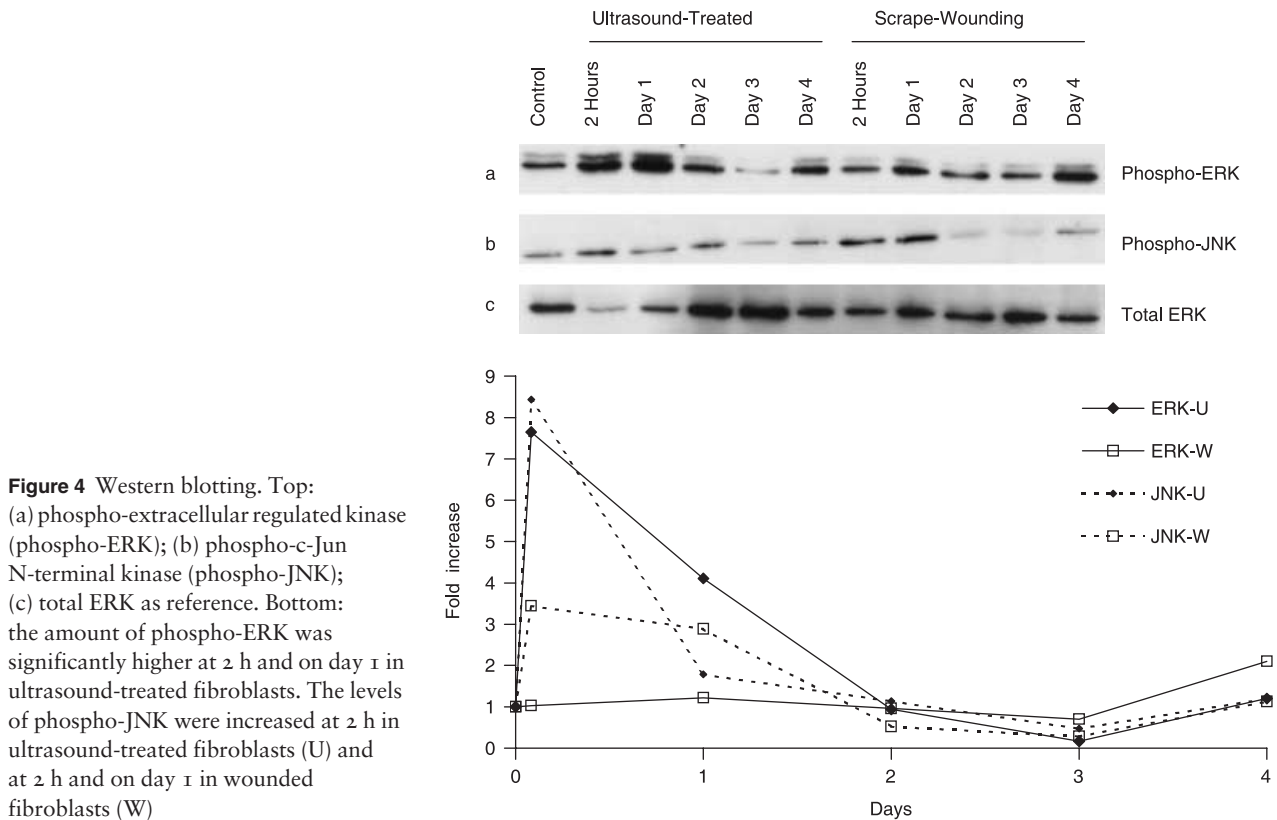 Ultrasound-Treated
Scrape-Wounding
Control
2 Hours
Day 1
Day 2
Day 3
Day 4
2 Hours
Day 1
Day 2
Day 3
Day 4
a
Phospho-ERK
b
Phospho-JNK
c
Total ERK
9
8
7
6
5
4
3
2
1
0
Fold increase
0
1
2
3
4
Days
ERK-U
ERK-W
JNK-U
JNK-W
Figure 4 Western blotting. Top:
(a) phospho-extracellular regulated kinase
(phospho-ERK); (b) phospho-c-Jun
N-terminal kinase (phospho-JNK);
(c) total ERK as reference. Bottom:
the amount of phospho-ERK was
significantly higher at 2 h and on day 1 in
ultrasound-treated fibroblasts. The levels
of phospho-JNK were increased at 2 h in
ultrasound-treated fibroblasts (U) and
at 2 h and on day 1 in wounded
fibroblasts (W)